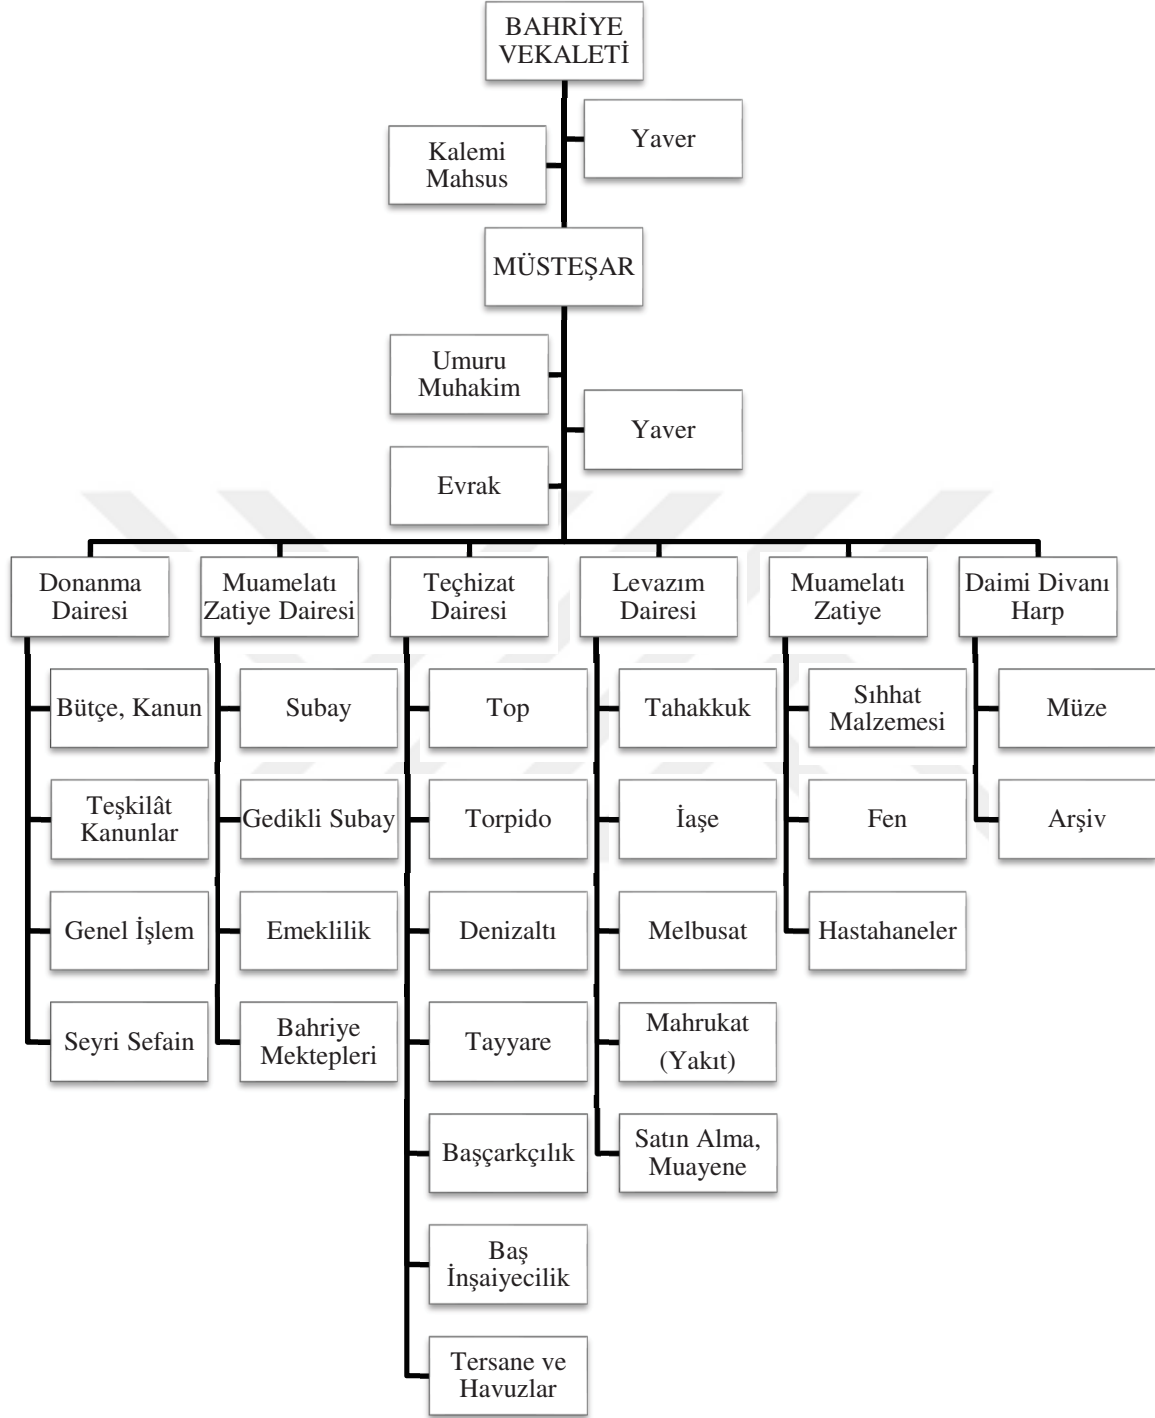 BAHRİYE
VEKALETİ
Yaver
Kalemi
Mahsus
MÜSTEŞAR
Umuru
Muhakim
Yaver
Evrak
Donanma
Dairesi
Bütçe, Kanun
Teşkilât
Kanunlar
Genel İşlem
Seyri Sefain
Muamelatı
Zatiye Dairesi
Subay
Gedikli Subay
Emeklilik
Bahriye
Mektepleri
Teçhizat
Dairesi
Top
Torpido
Denizaltı
Tayyare
Başçarkçılık
Baş
İnşaiyecilik
Tersane ve
Havuzlar
Levazım
Dairesi
Tahakkuk
İaşe
Melbusat
Mahrukat
(Yakıt)
Satın Alma,
Muayene
Muamelatı
Zatiye
Sıhhat
Malzemesi
Fen
Hastahaneler
Daimi Divanı
Harp
Müze
Arşiv